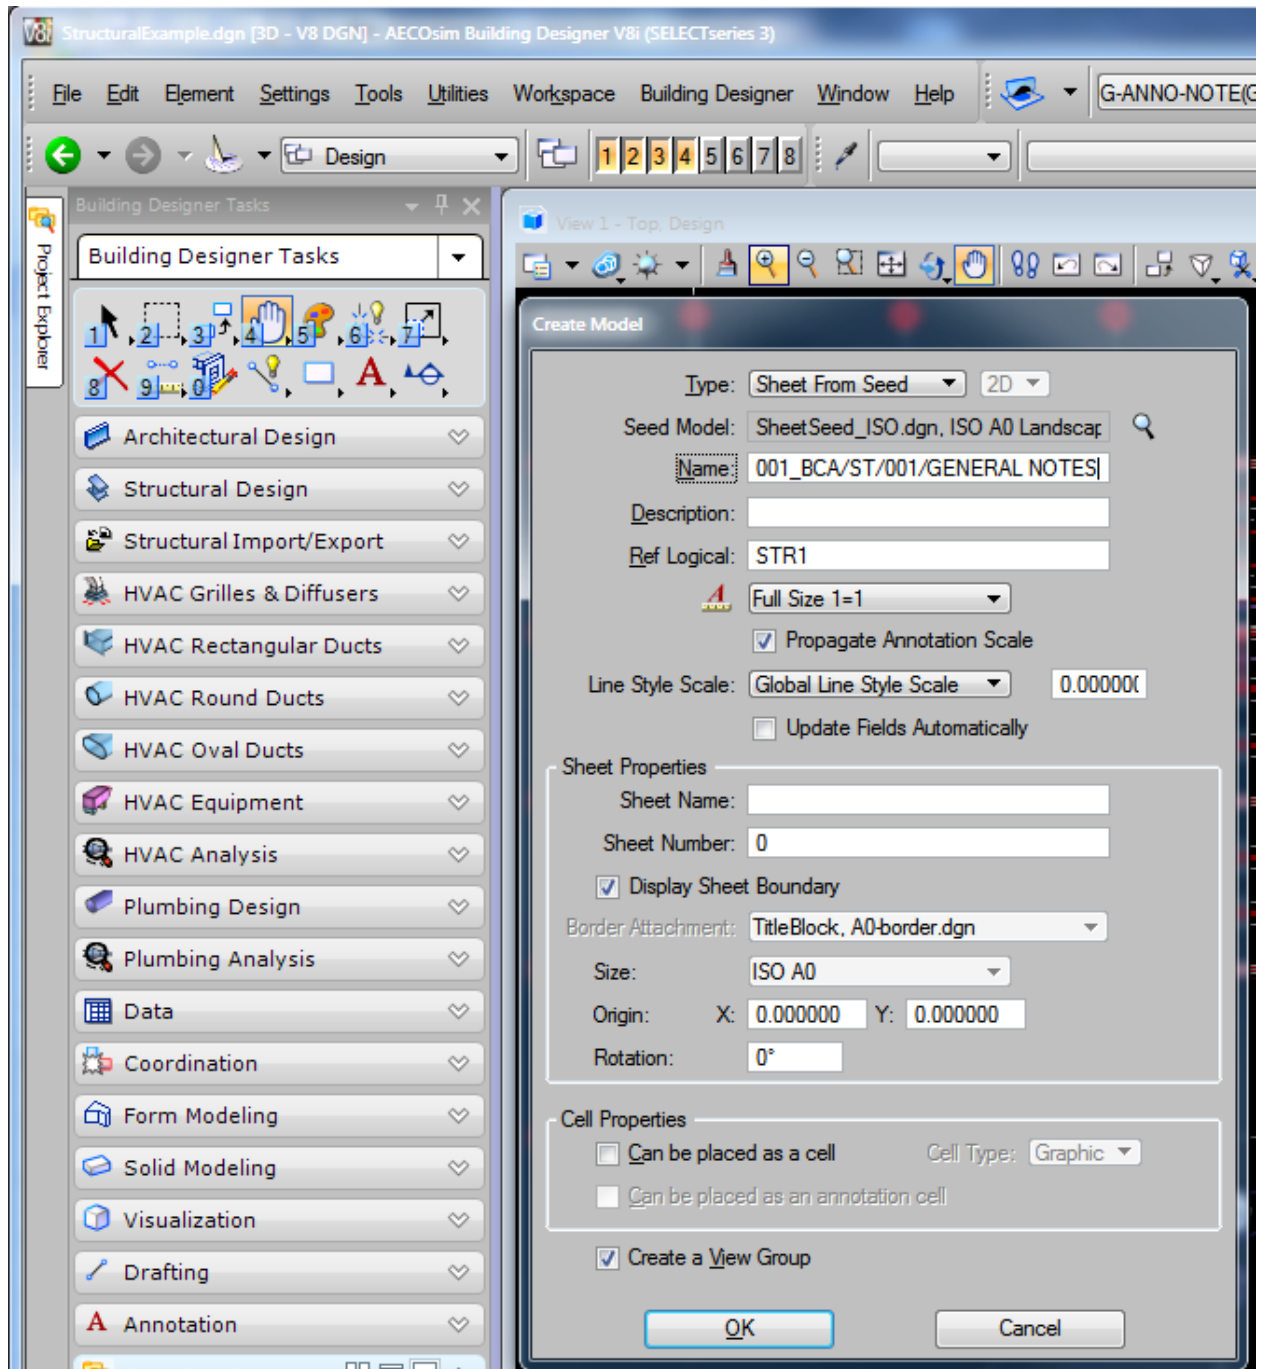 V8i StructuralExample.dgn [3D - V8 DGN] - AECOsim Building Designer V8i (SELECTseries 3)
File Edit Element Settings Tools Utilities Workspace Building Designer Window Help G-ANNO-NOTE(G
Design 1 2 3 4 5 6 7 8
Project Explorer
Building Designer Tasks
Building Designer Tasks
1 2 3 4 5 6 7
8 9 0 A
Architectural Design
Structural Design
Structural Import/Export
HVAC Grilles & Diffusers
HVAC Rectangular Ducts
HVAC Round Ducts
HVAC Oval Ducts
HVAC Equipment
HVAC Analysis
Plumbing Design
Plumbing Analysis
Data
Coordination
Form Modeling
Solid Modeling
Visualization
Drafting
A Annotation
View 1 - Top, Design
Create Model
Type: Sheet From Seed 2D
Seed Model: SheetSeed_ISO.dgn, ISO A0 Landscap
Name: 001_BCA/ST/001/GENERAL NOTES
Description:
Ref Logical: STR1
A Full Size 1=1
Propagate Annotation Scale
Line Style Scale: Global Line Style Scale 0.000000
Update Fields Automatically
Sheet Properties
Sheet Name:
Sheet Number: 0
Display Sheet Boundary
Border Attachment: TitleBlock, A0-border.dgn
Size: ISO A0
Origin: X: 0.000000 Y: 0.000000
Rotation: 0°
Cell Properties
Can be placed as a cell Cell Type: Graphic
Can be placed as an annotation cell
Create a View Group
OK Cancel